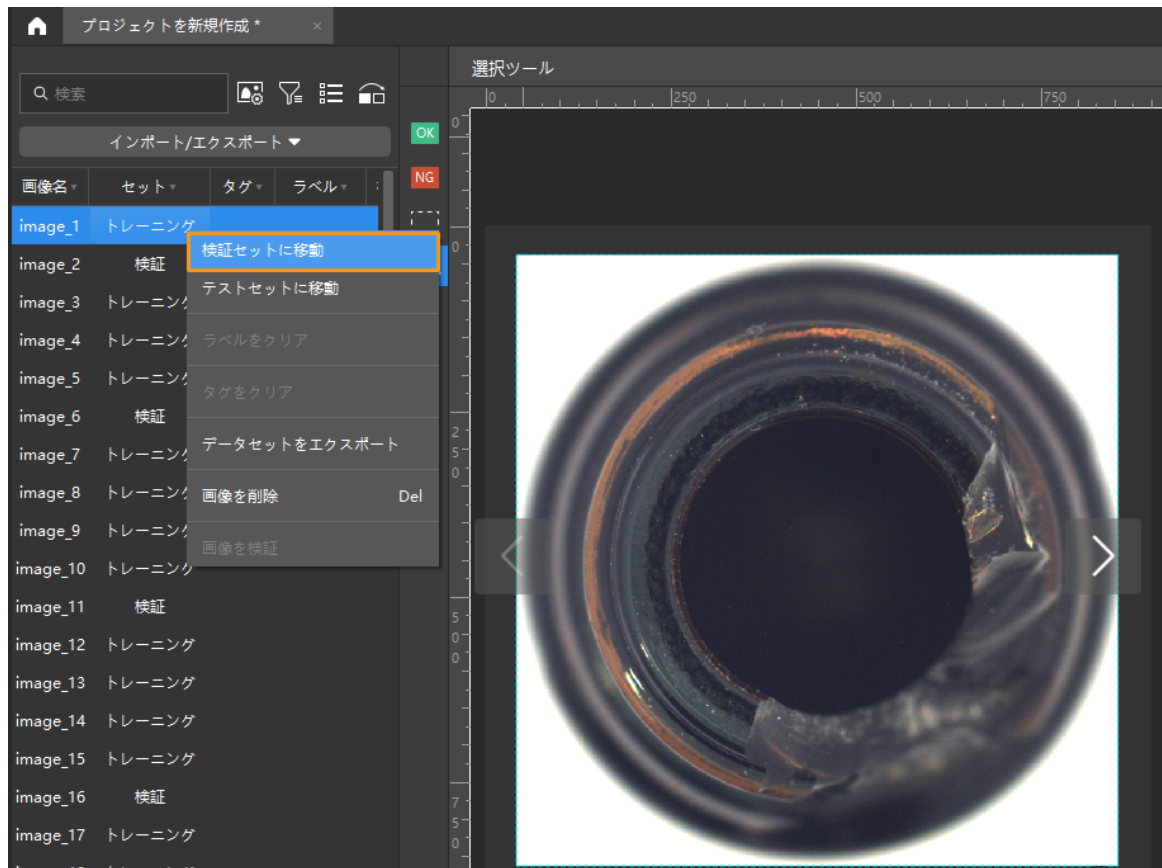 プロジェクトを新規作成 * ×
選択ツール
検索
インポート/エクスポート
画像名 セット タグ ラベル
OK
NG
0 250 500 750
0
0
250
500
750
image_1 トレーニング
image_2 検証
image_3 トレーニング
image_4 トレーニング
image_5 トレーニング
image_6 検証
image_7 トレーニング
image_8 トレーニング
image_9 トレーニング
image_10 トレーニング
image_11 検証
image_12 トレーニング
image_13 トレーニング
image_14 トレーニング
image_15 トレーニング
image_16 検証
image_17 トレーニング
検証セットに移動
テストセットに移動
ラベルをクリア
タグをクリア
データセットをエクスポート
画像を削除 Del
画像を検証